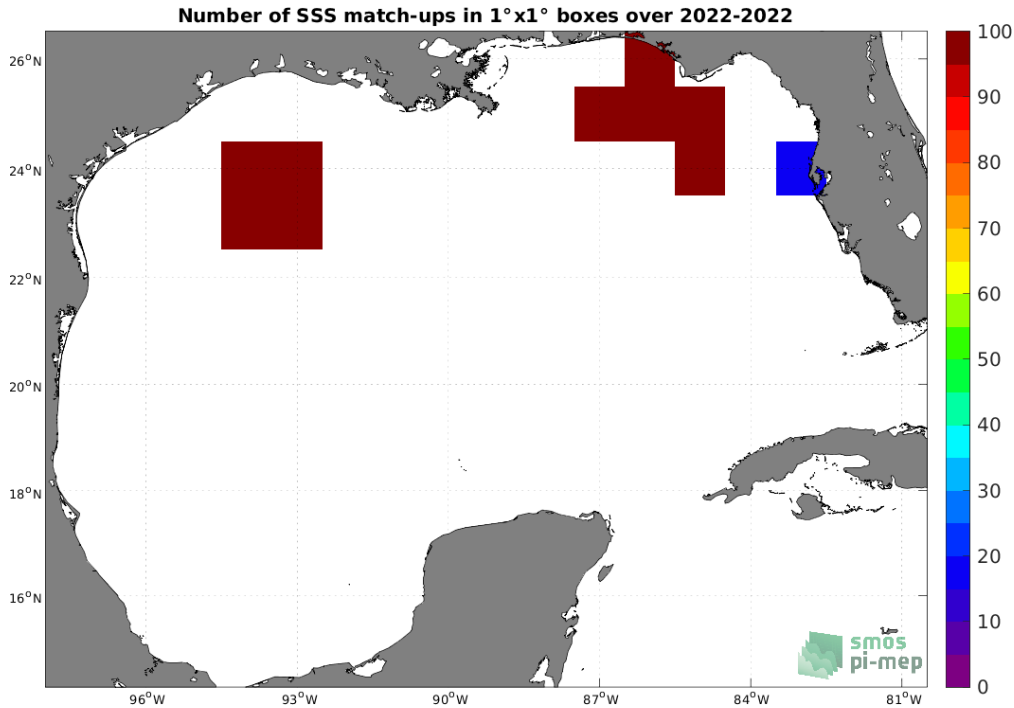 Number of SSS match-ups in 1°x1° boxes over 2022-2022
26°N
24°N
22°N
20°N
18°N
16°N
96°W
93°W
90°W
87°W
84°W
81°W
100
90
80
70
60
50
40
30
20
10
0
smos
pi-mep